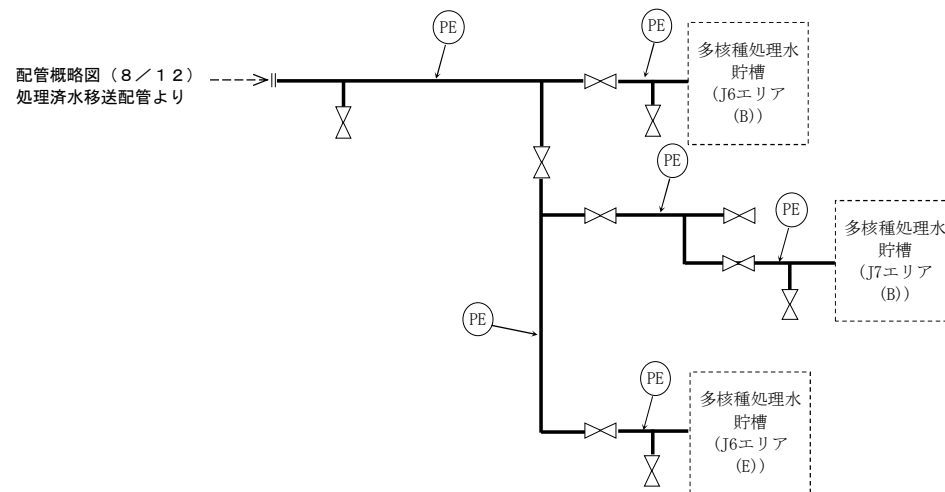 PE
PE
配管概略図（８／１２）
処理済水移送配管より
多核種処理水
貯槽
（J6エリア
(B)）
PE
PE
多核種処理水
貯槽
（J7エリア
(B)）
PE
PE
多核種処理水
貯槽
（J6エリア
(E)）